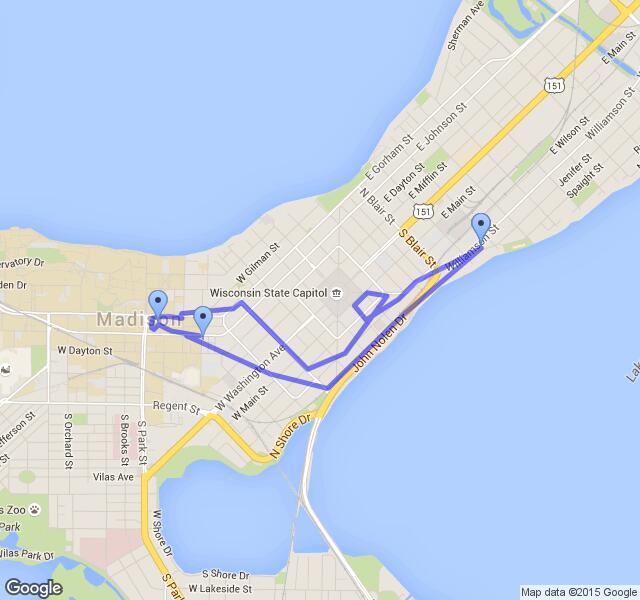 Sherman Ave
E Main St
151
E Johnson St
Williamson St
E Wilson St
E Gorham St
E Dayton St
E Mifflin St
Jenifer St
Spaight St
N Blair St
151
E Main St
S Blair St
Williamson St
W Gilman St
ervatory Dr
den Dr
Wisconsin State Capitol
Madison
W Dayton St
W Washington Ave
John Nolen Dr
W Main St
Regent St
N Shore Dr
efferson St
S Orchard St
S Brooks St
S Park St
Vilas Ave
s Zoo
Park
Vilas Park Dr
W Shore Dr
S Shore Dr
W Lakeside St
S Park
Google
Map data ©2015 Google